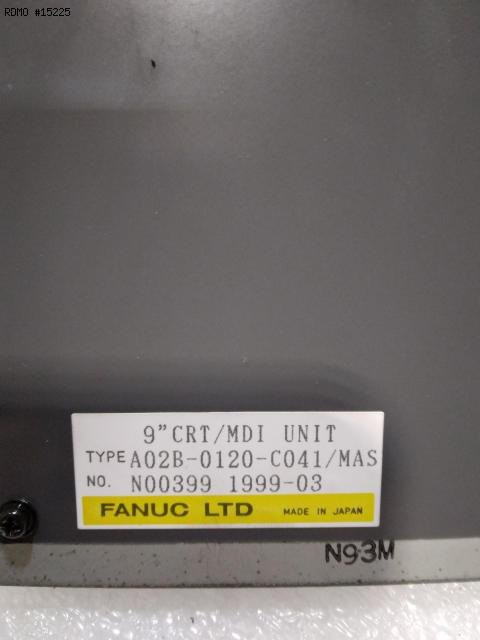 RDMO #15225
9"CRT/MDI UNIT
TYPE A02B-0120-C041/MAS
NO. N00399 1999-03
FANUC LTD MADE IN JAPAN
N93M